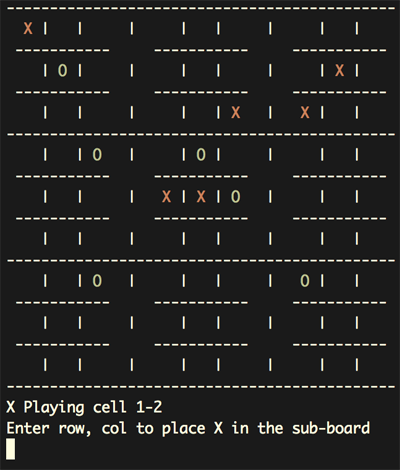 X | | | | | | | |
| O | | | | | X |
| | | | | X | X | |
| | O | | O | | | |
| | | X | X | O | | |
| | | | | | | |
| | O | | | | O | |
| | | | | | | |
| | | | | | | |
X Playing cell 1-2
Enter row, col to place X in the sub-board